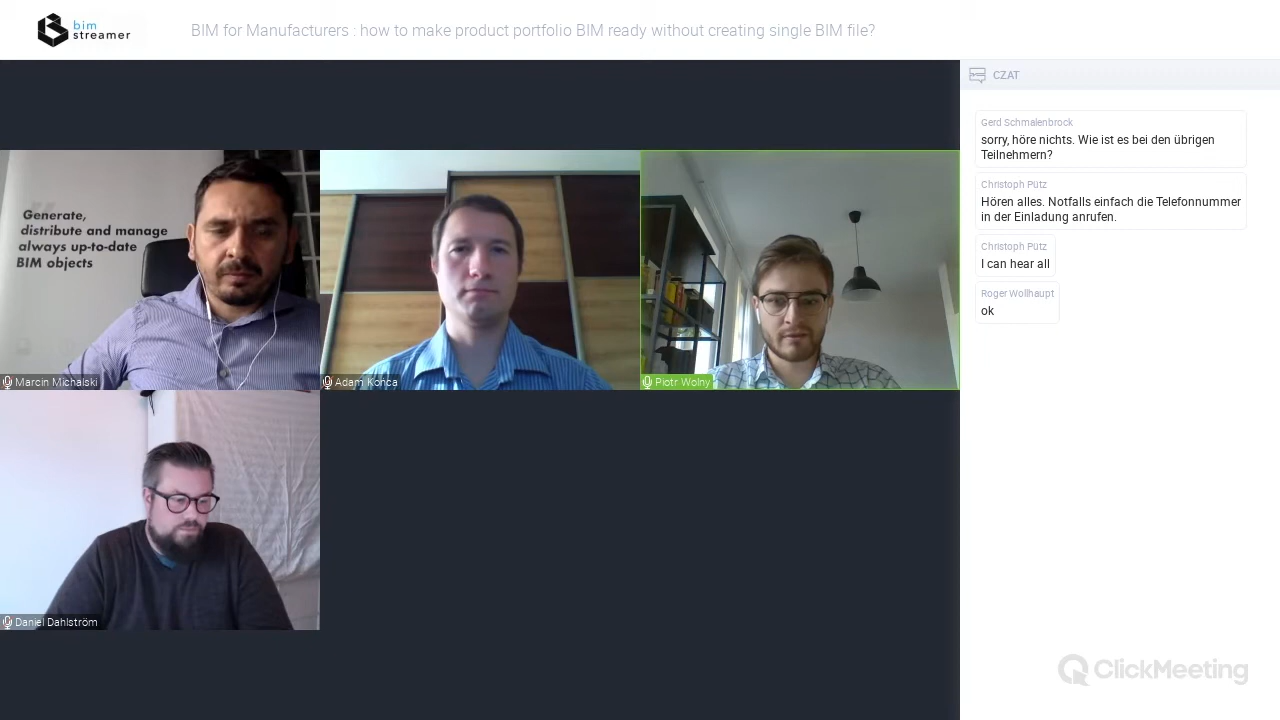 bim
streamer
BIM for Manufacturers : how to make product portfolio BIM ready without creating single BIM file?
CZAT
Gerd Schmalenbrock
sorry, höre nichts. Wie ist es bei den übrigen
Teilnehmern?
Christoph Pütz
Hören alles. Notfalls einfach die Telefonnummer
in der Einladung anrufen.
Christoph Pütz
I can hear all
Roger Wollhaupt
ok
Generate,
distribute and manage
always up-to-date
BIM objects
Marcin Michalski
Adam Końca
Piotr Wolny
Daniel Dahlström
ClickMeeting